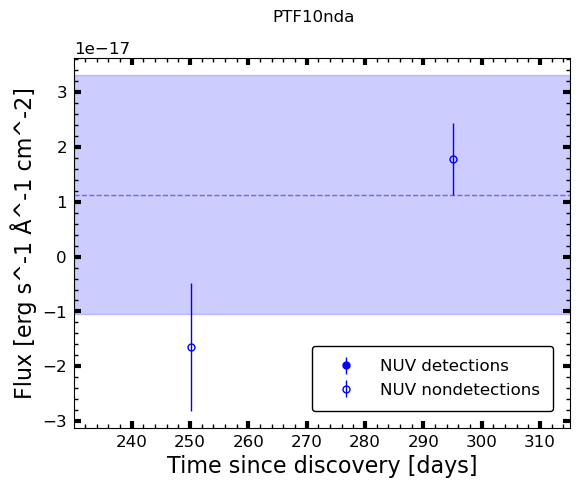 PTF10nda
1e−17
3
2
1
0
−1
−2
−3
Flux [erg s^-1 Å^-1 cm^-2]
NUV detections
NUV nondetections
240 250 260 270 280 290 300 310
Time since discovery [days]